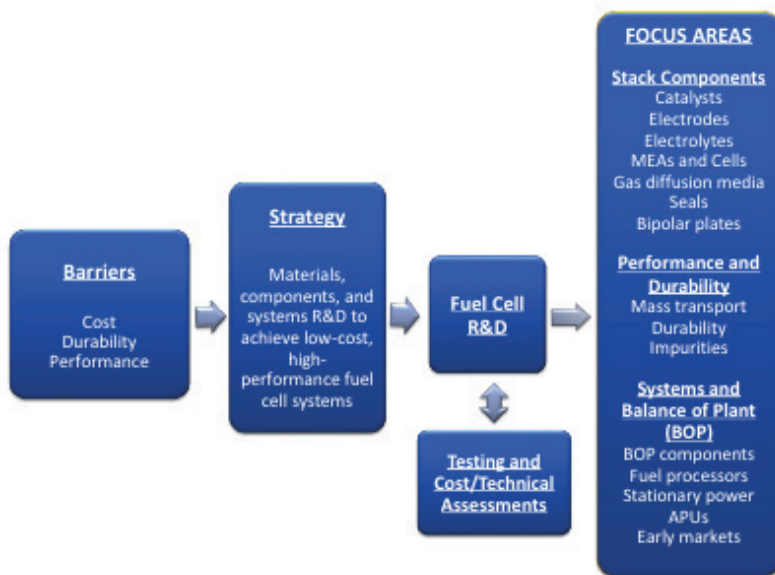 Barriers
Cost
Durability
Performance
Strategy
Materials,
components, and
systems R&D to
achieve low-cost,
high-
performance fuel
cell systems
Fuel Cell
R&D
Testing and
Cost/Technical
Assessments
FOCUS AREAS
Stack Components
Catalysts
Electrodes
Electrolytes
MEAs and Cells
Gas diffusion media
Seals
Bipolar plates
Performance and
Durability
Mass transport
Durability
Impurities
Systems and
Balance of Plant
(BOP)
BOP components
Fuel processors
Stationary power
APUs
Early markets